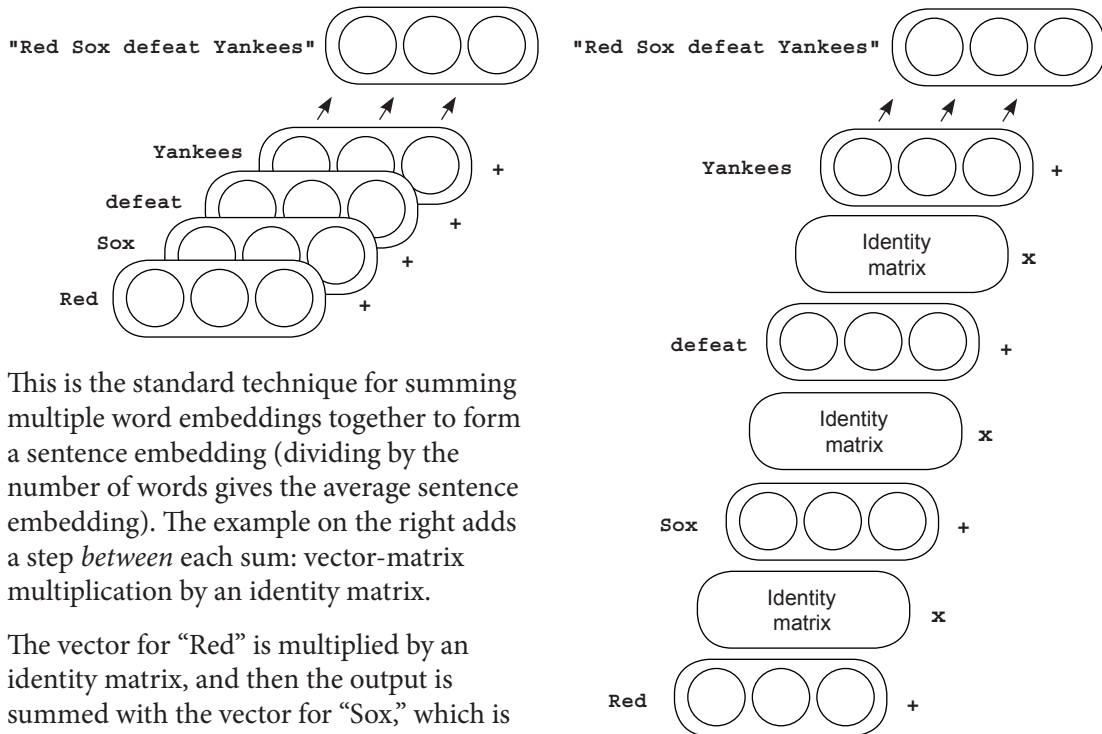 "Red Sox defeat Yankees"
Yankees
+
defeat
+
Sox
+
Red
+
This is the standard technique for summing
multiple word embeddings together to form
a sentence embedding (dividing by the
number of words gives the average sentence
embedding). The example on the right adds
a step between each sum: vector-matrix
multiplication by an identity matrix.
The vector for “Red” is multiplied by an
identity matrix, and then the output is
summed with the vector for “Sox,” which is
"Red Sox defeat Yankees"
Yankees +
Identity
matrix x
defeat +
Identity
matrix x
Sox +
Identity
matrix x
Red +